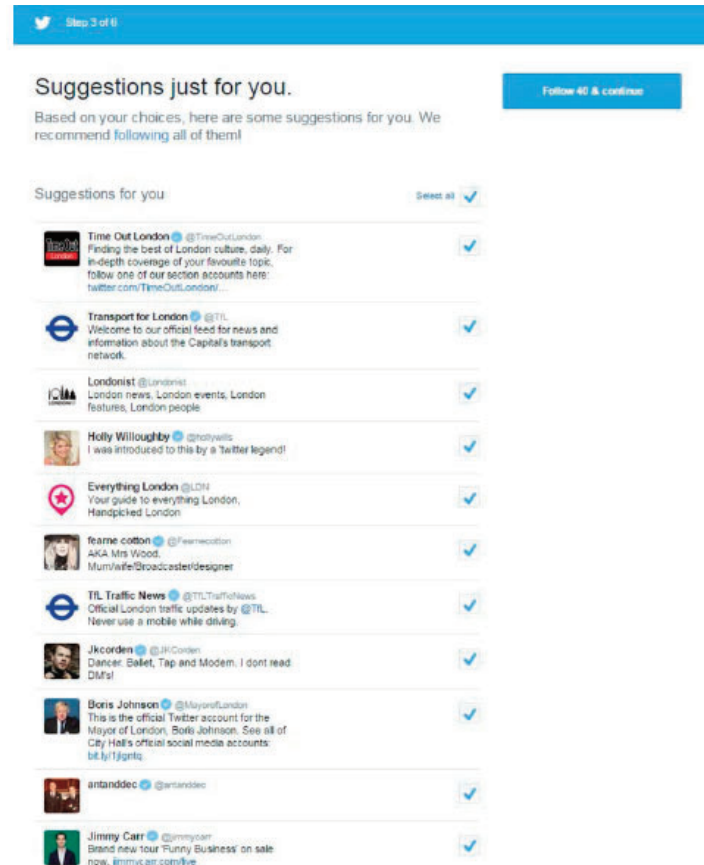 Step 3 of 6
Suggestions just for you.
Follow 40 & continue
Based on your choices, here are some suggestions for you. We
recommend following all of them!
Suggestions for you
Select all
Time Out London @TimeOutLondon
Finding the best of London culture, daily. For
in-depth coverage of your favourite topic,
follow one of our section accounts here:
twitter.com/TimeOutLondon/...
Transport for London @TfL
Welcome to our official feed for news and
information about the Capital's transport
network.
Londonist @Londonist
London news, London events, London
features, London people
Holly Willoughby @hollywills
I was introduced to this by a 'twitter legend!
Everything London @LDN
Your guide to everything London,
Handpicked London
fearne cotton @Fearnecotton
AKA Mrs Wood.
Mum/wife/Broadcaster/designer
TfL Traffic News @TfLTrafficNews
Official London traffic updates by @TfL.
Never use a mobile while driving.
Jkcorden @JKCorden
Dancer. Ballet, Tap and Modern. I dont read
DM's!
Boris Johnson @MayorofLondon
This is the official Twitter account for the
Mayor of London, Boris Johnson. See all of
City Hall's official social media accounts:
antanddec @antanddec
Jimmy Carr @jimmycarr
Brand new tour 'Funny Business' on sale
now. jimmycarr.com/live